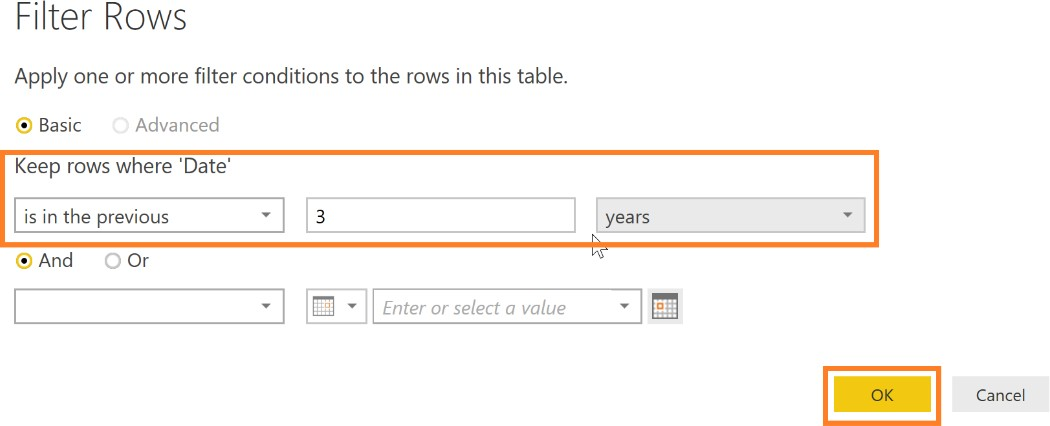 Filter Rows
Apply one or more filter conditions to the rows in this table.
Basic Advanced
Keep rows where 'Date'
is in the previous 3 years
And Or
Enter or select a value
OK Cancel